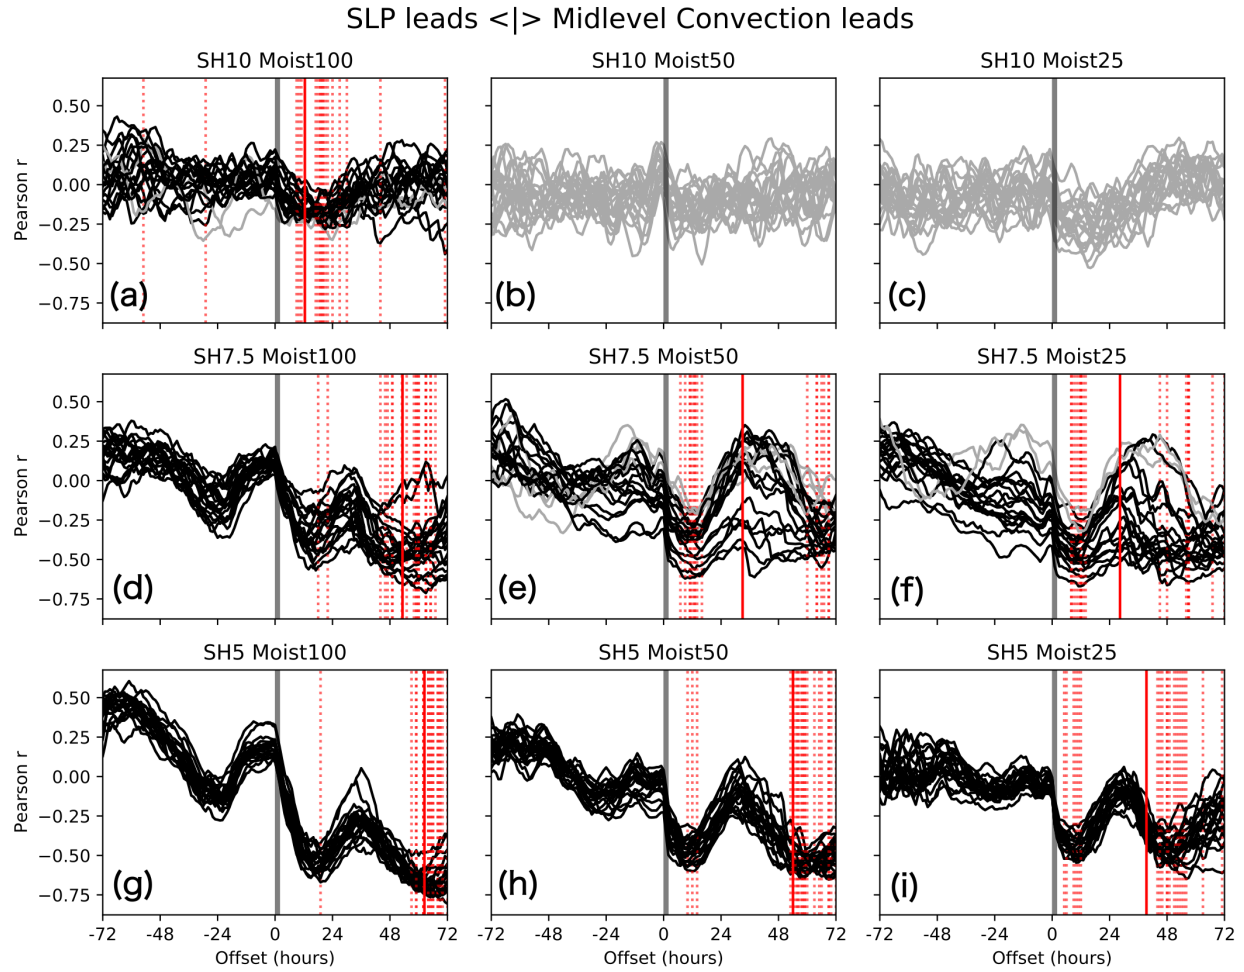 SLP leads <|> Midlevel Convection leads
SH10 Moist100
SH10 Moist50
SH10 Moist25
Pearson r
0.50
0.25
0.00
−0.25
−0.50
−0.75
(a)
(b)
(c)
SH7.5 Moist100
SH7.5 Moist50
SH7.5 Moist25
Pearson r
0.50
0.25
0.00
−0.25
−0.50
−0.75
(d)
(e)
(f)
SH5 Moist100
SH5 Moist50
SH5 Moist25
Pearson r
0.50
0.25
0.00
−0.25
−0.50
−0.75
(g)
(h)
(i)
-72 -48 -24 0 24 48 72
-72 -48 -24 0 24 48 72
-72 -48 -24 0 24 48 72
Offset (hours)
Offset (hours)
Offset (hours)